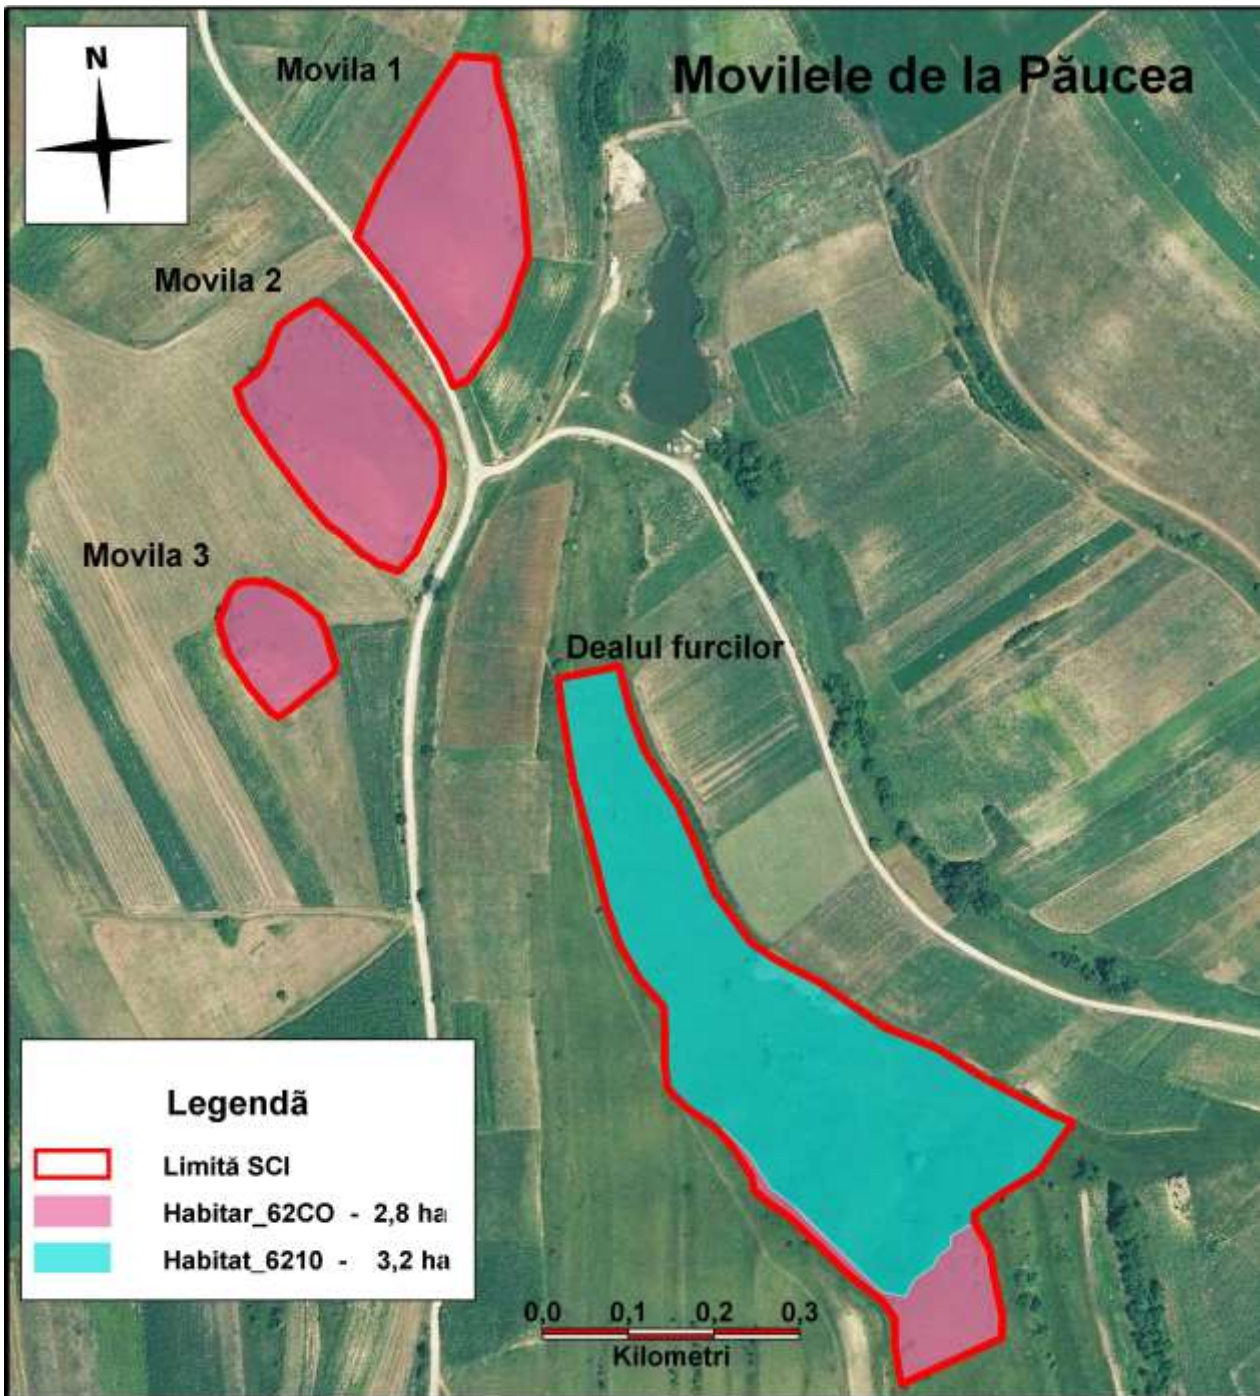 N
Movila 1
Movilele de la Păucea
Movila 2
Movila 3
Dealul furcilor
Legendă
Limită SCI
Habitar_62CO - 2,8 ha
Habitat_6210 - 3,2 ha
0,0 0,1 0,2 0,3
Kilometri